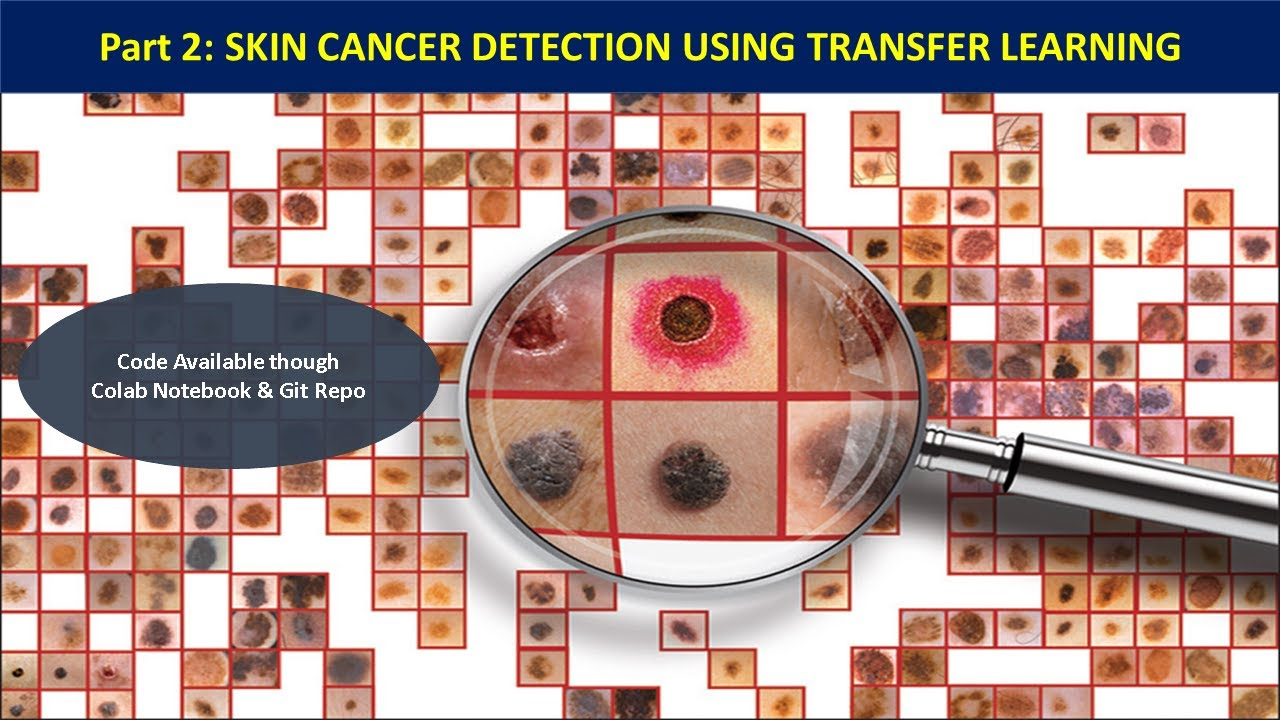 Part 2: SKIN CANCER DETECTION USING TRANSFER LEARNING
Code Available though
Colab Notebook & Git Repo